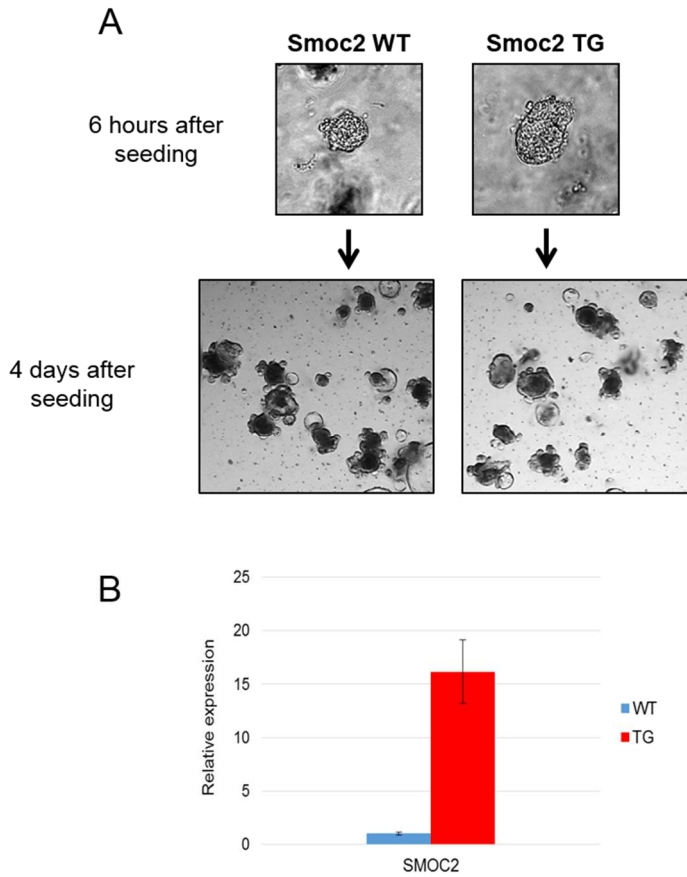 A
Smoc2 WT
Smoc2 TG
6 hours after
seeding
4 days after
seeding
B
25
20
15
10
5
0
Relative expression
SMOC2
WT
TG